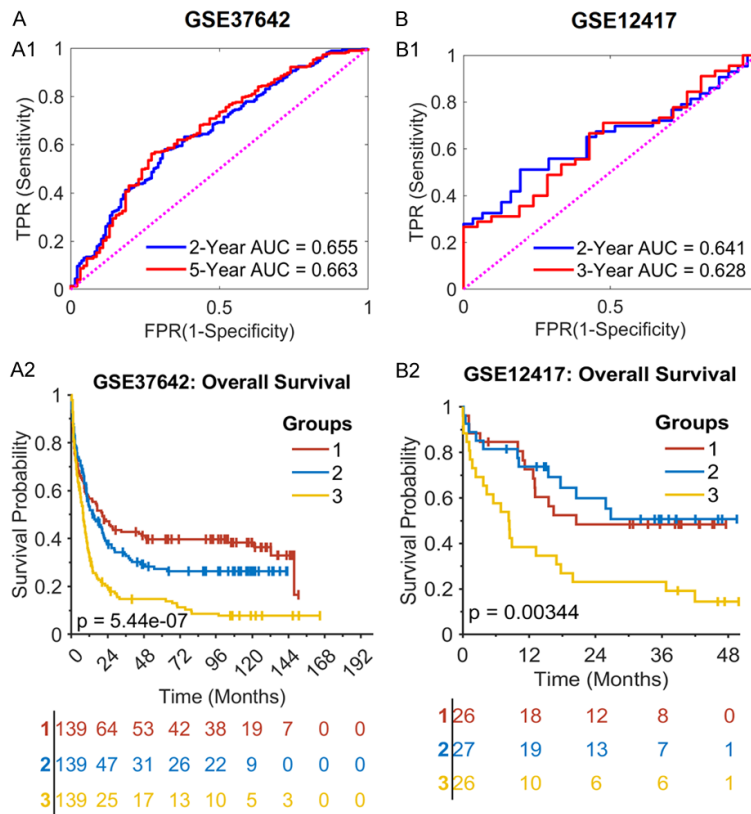 A
GSE37642
A1
TPR (Sensitivity)
1
0.8
0.6
0.4
0.2
0
2-Year AUC = 0.655
5-Year AUC = 0.663
0
0.5
1
FPR(1-Specificity)
B
GSE12417
B1
TPR (Sensitivity)
1
0.8
0.6
0.4
0.2
0
2-Year AUC = 0.641
3-Year AUC = 0.628
0
0.5
FPR(1-Specificity)
A2
GSE37642: Overall Survival
Survival Probability
1
0.8
0.6
0.4
0.2
0
Groups
1
2
3
p = 5.44e-07
0 24 48 72 96 120 144 168 192
Time (Months)
1 139 64 53 42 38 19 7 0 0
2 139 47 31 26 22 9 0 0 0
3 139 25 17 13 10 5 3 0 0
B2
GSE12417: Overall Survival
Survival Probability
1
0.8
0.6
0.4
0.2
0
Groups
1
2
3
p = 0.00344
0 12 24 36 48
Time (Months)
1 26 18 12 8 0
2 27 19 13 7 1
3 26 10 6 6 1